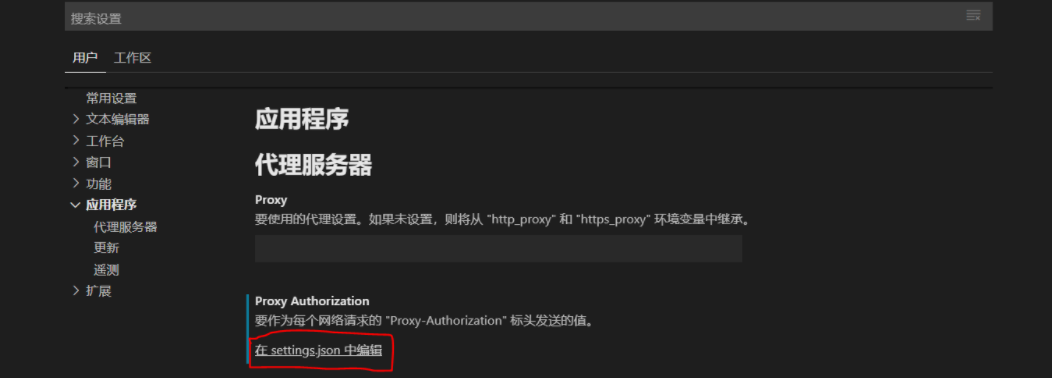 搜索设置
用户 工作区
常用设置
文本编辑器
工作台
窗口
功能
应用程序
代理服务器
更新
遥测
扩展
应用程序
代理服务器
Proxy
要使用的代理设置。如果未设置，则将从 "http_proxy" 和 "https_proxy" 环境变量中继承。
Proxy Authorization
要作为每个网络请求的 "Proxy-Authorization" 标头发送的值。
在 settings.json 中编辑